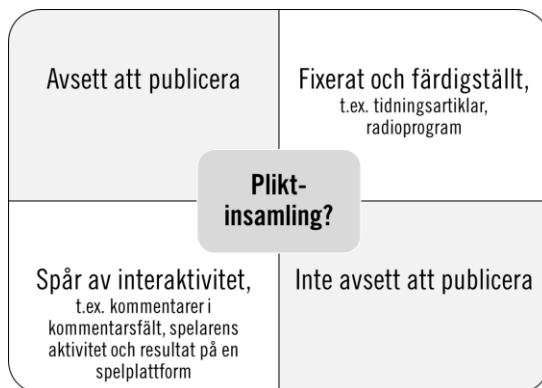 Avsett att publicera
Fixerat och färdigställt,
t.ex. tidningsartiklar,
radioprogram
Plikt-
insamling?
Spår av interaktivitet,
t.ex. kommentarer i
kommentarsfält, spelarens
aktivitet och resultat på en
spelplattform
Inte avsett att publicera